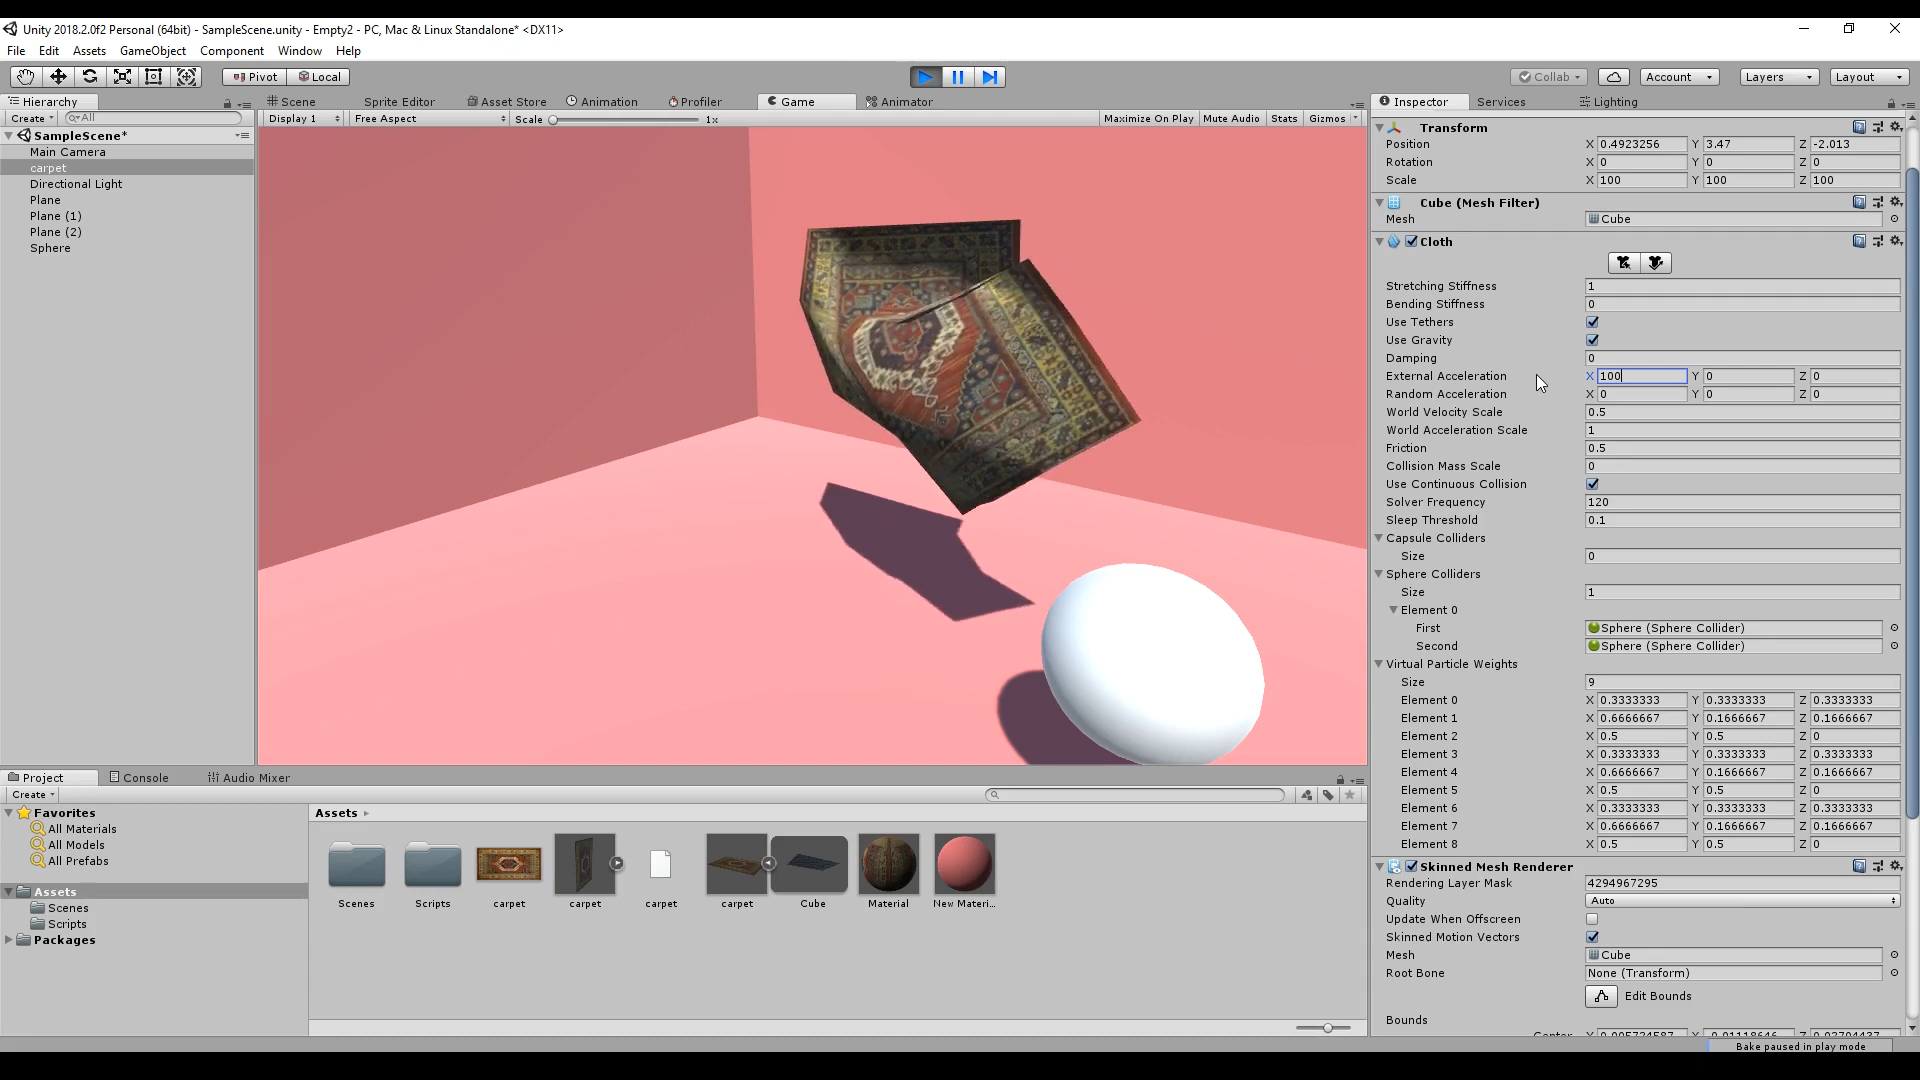 Unity 2018.2.0f2 Personal (64bit) - SampleScene.unity - Empty2 - PC, Mac & Linux Standalone* <DX11>
File Edit Assets GameObject Component Window Help
Pivot Local Collab Account Layers Layout
Hierarchy
Create All
SampleScene*
Main Camera
carpet
Directional Light
Plane
Plane (1)
Plane (2)
Sphere
Scene Sprite Editor Asset Store Animation Profiler Game Animator
Display 1 Free Aspect Scale 1x Maximize On Play Mute Audio Stats Gizmos
Inspector Services Lighting
Transform
Position X 0.4923256 Y 3.47 Z -2.013
Rotation X 0 Y 0 Z 0
Scale X 100 Y 100 Z 100
Cube (Mesh Filter)
Mesh Cube
Cloth
Stretching Stiffness 1
Bending Stiffness 0
Use Tethers
Use Gravity
Damping 0
External Acceleration X 100 Y 0 Z 0
Random Acceleration X 0 Y 0 Z 0
World Velocity Scale 0.5
World Acceleration Scale 1
Friction 0.5
Collision Mass Scale 0
Use Continuous Collision
Solver Frequency 120
Sleep Threshold 0.1
Capsule Colliders
Size 0
Sphere Colliders
Size 1
Element 0
First Sphere (Sphere Collider)
Second Sphere (Sphere Collider)
Virtual Particle Weights
Size 9
Element 0 X 0.3333333 Y 0.3333333 Z 0.3333333
Element 1 X 0.6666667 Y 0.1666667 Z 0.1666667
Element 2 X 0.5 Y 0.5 Z 0
Element 3 X 0.3333333 Y 0.3333333 Z 0.3333333
Element 4 X 0.6666667 Y 0.1666667 Z 0.1666667
Element 5 X 0.5 Y 0.5 Z 0
Element 6 X 0.3333333 Y 0.3333333 Z 0.3333333
Element 7 X 0.6666667 Y 0.1666667 Z 0.1666667
Element 8 X 0.5 Y 0.5 Z 0
Skinned Mesh Renderer
Rendering Layer Mask 4294967295
Quality Auto
Update When Offscreen
Skinned Motion Vectors
Mesh Cube
Root Bone None (Transform)
Edit Bounds
Bounds
Project Console Audio Mixer
Create
Favorites
All Materials
All Models
All Prefabs
Assets
Scenes
Scripts
Packages
Assets
Scenes Scripts carpet carpet carpet carpet Cube Material New Materi...
Bake paused in play mode